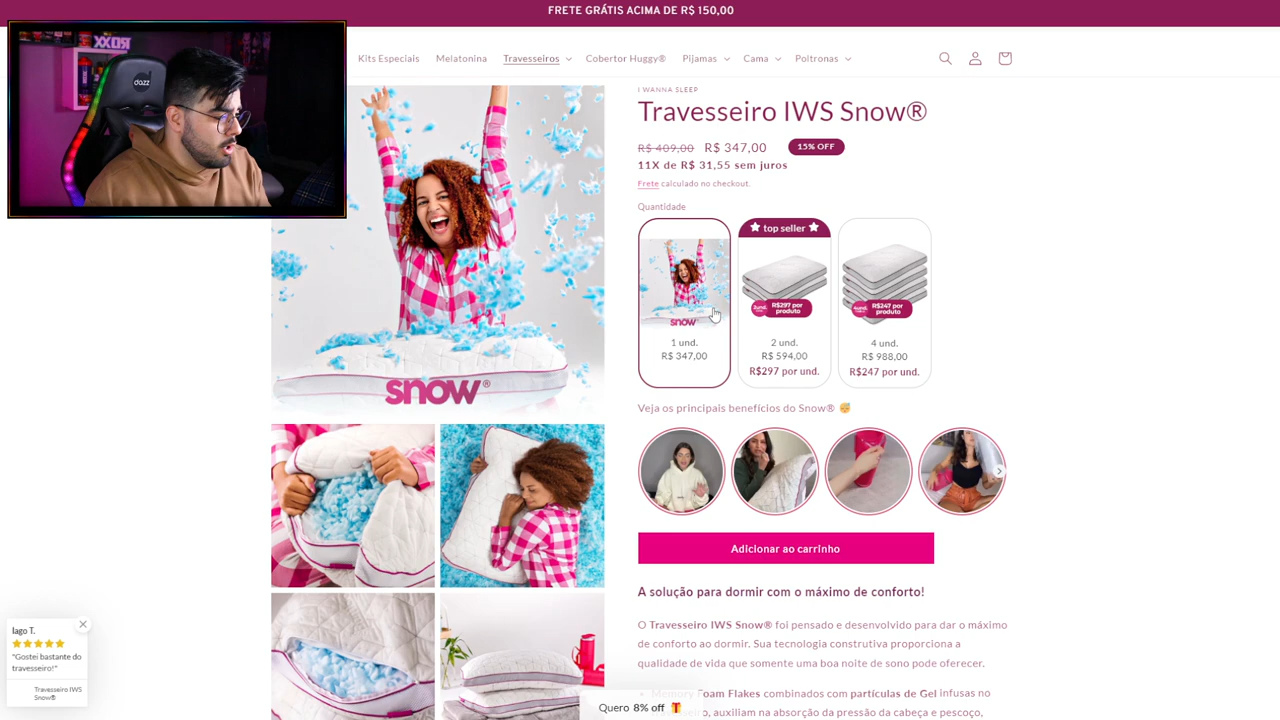 FRETE GRÁTIS ACIMA DE R$ 150,00
Kits Especiais
Melatonina
Travesseiros
Cobertor Huggy®
Pijamas
Cama
Poltronas
dazz
I WANNA SLEEP
Travesseiro IWS Snow®
R$ 409,00 R$ 347,00 15% OFF
11X de R$ 31,55 sem juros
Frete calculado no checkout.
Quantidade
snow
1 und.
R$ 347,00
top seller
R$297 por
produto
2 und.
R$ 594,00
R$297 por und.
R$247 por
produto
4 und.
R$ 988,00
R$247 por und.
snow®
Veja os principais benefícios do Snow® 😴
Adicionar ao carrinho
A solução para dormir com o máximo de conforto!
O Travesseiro IWS Snow® foi pensado e desenvolvido para dar o máximo
de conforto ao dormir. Sua tecnologia construtiva proporciona a
qualidade de vida que somente uma boa noite de sono pode oferecer.
Memory Foam Flakes combinados com partículas de Gel infusas no
auxiliam na absorção da pressão da cabeça e pescoço,
Iago T.
"Gostei bastante do
travesseiro!"
Travesseiro IWS
Snow®
Quero 8% off 🎁